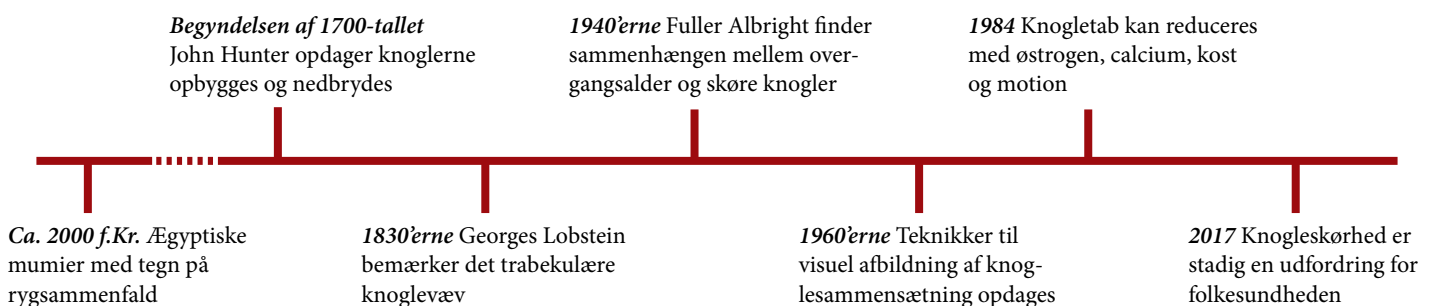 Begyndelsen af 1700-tallet
John Hunter opdager knoglerne
opbygges og nedbrydes
1940'erne Fuller Albright finder
sammenhængen mellem over-
gangsalder og skøre knogler
1984 Knogletab kan reduceres
med østrogen, calcium, kost
og motion
Ca. 2000 f.Kr. Ægyptiske
mumier med tegn på
rygsammenfald
1830'erne Georges Lobstein
bemærker det trabekulære
knoglevæv
1960'erne Teknikker til
visuel afbildning af knog-
lesammensætning opdages
2017 Knogleskørhed er
stadig en udfordring for
folkesundheden